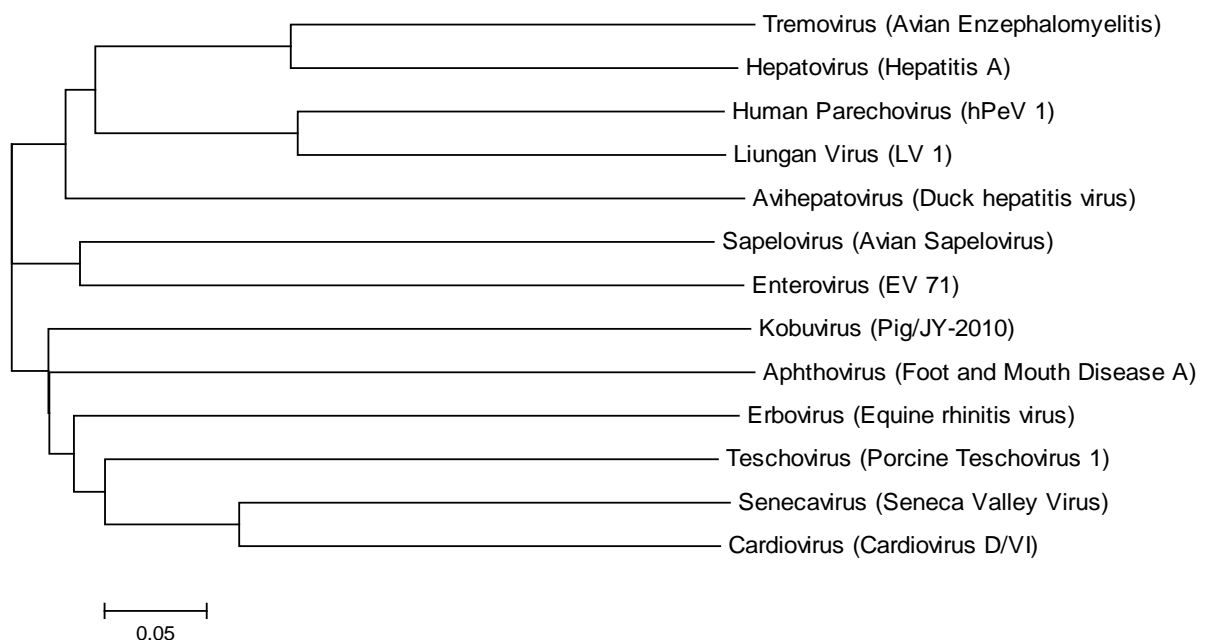 Tremovirus (Avian Enzephalomyelitis)
Hepatovirus (Hepatitis A)
Human Parechovirus (hPeV 1)
Liungan Virus (LV 1)
Avihepatovirus (Duck hepatitis virus)
Sapelovirus (Avian Sapelovirus)
Enterovirus (EV 71)
Kobuvirus (Pig/JY-2010)
Aphthovirus (Foot and Mouth Disease A)
Erbovirus (Equine rhinitis virus)
Teschovirus (Porcine Teschovirus 1)
Senecavirus (Seneca Valley Virus)
Cardiovirus (Cardiovirus D/VI)
0.05